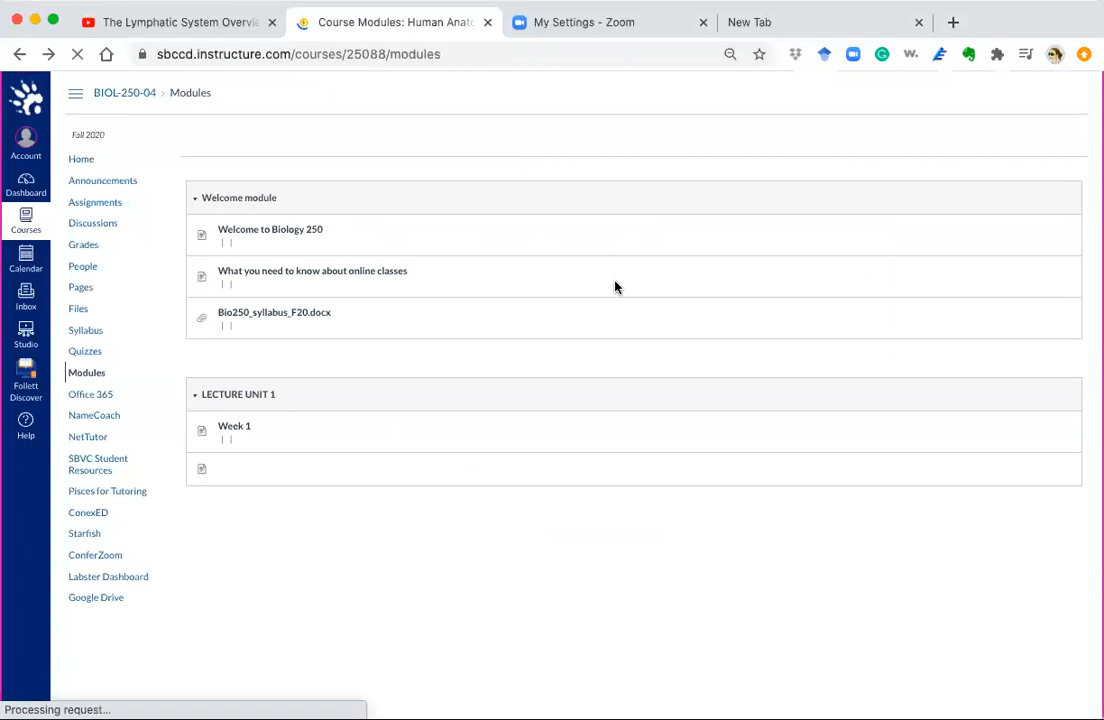 The Lymphatic System Overvie
Course Modules: Human Anato
My Settings - Zoom
New Tab
sbccd.instructure.com/courses/25088/modules
BIOL-250-04 › Modules
Fall 2020
Home
Announcements
Assignments
Discussions
Grades
People
Pages
Files
Syllabus
Quizzes
Modules
Office 365
NameCoach
NetTutor
SBVC Student
Resources
Pisces for Tutoring
ConexED
Starfish
ConferZoom
Labster Dashboard
Google Drive
Account
Dashboard
Courses
Calendar
Inbox
Studio
Follett
Discover
Help
Welcome module
Welcome to Biology 250
| |
What you need to know about online classes
| |
Bio250_syllabus_F20.docx
| |
LECTURE UNIT 1
Week 1
| |
Processing request...